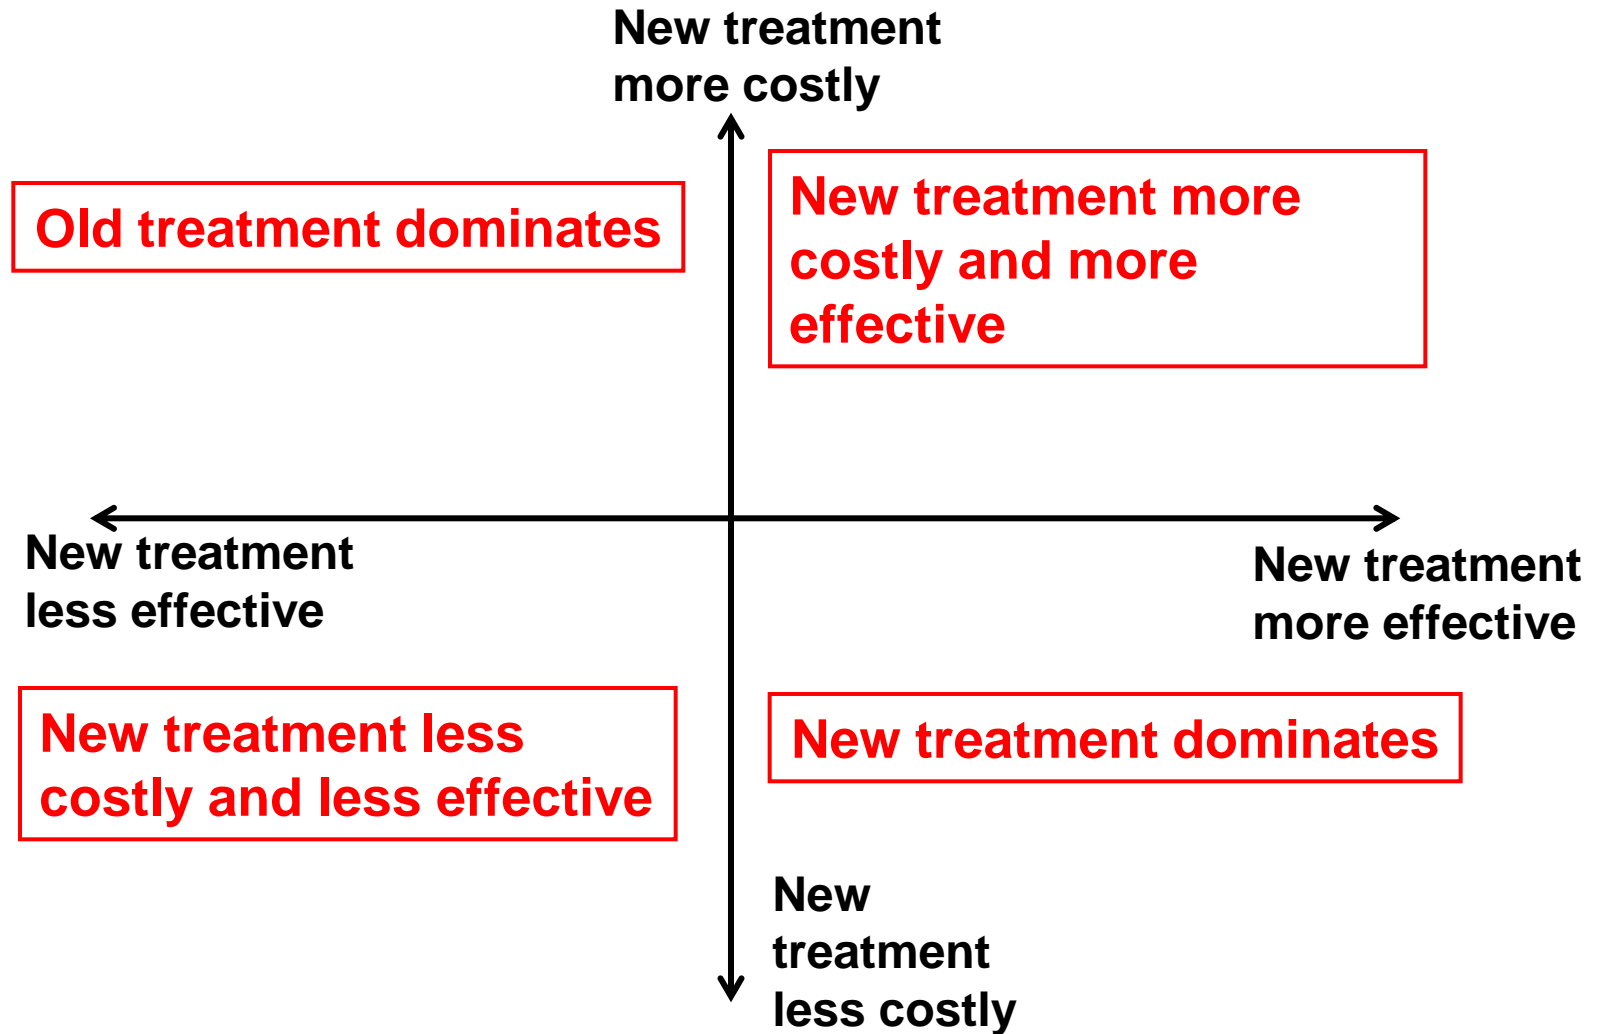 New treatment
more costly
Old treatment dominates
New treatment more
costly and more
effective
New treatment
less effective
New treatment
more effective
New treatment less
costly and less effective
New treatment dominates
New
treatment
less costly